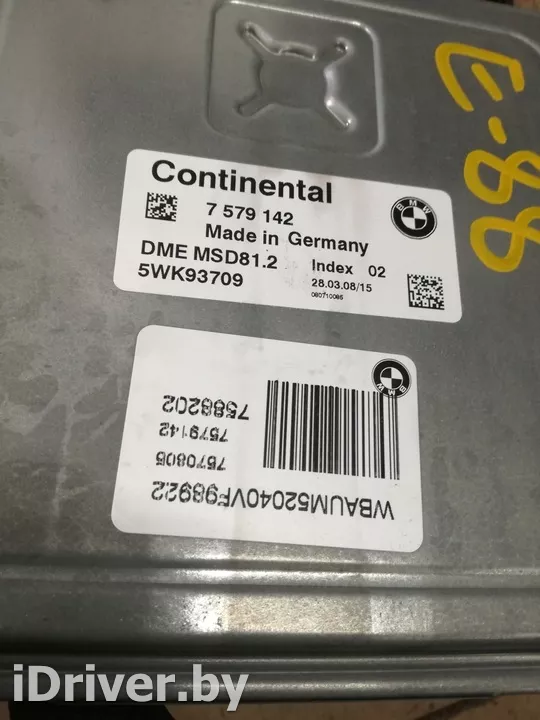 E-88
Continental
BMW
7 579 142
Made in Germany
DME MSD81.2 Index 02
5WK93709 28.03.08/15
080710085
BMW
WBAUM52040VF98922
7570805
7579142
7588202
iDriver.by